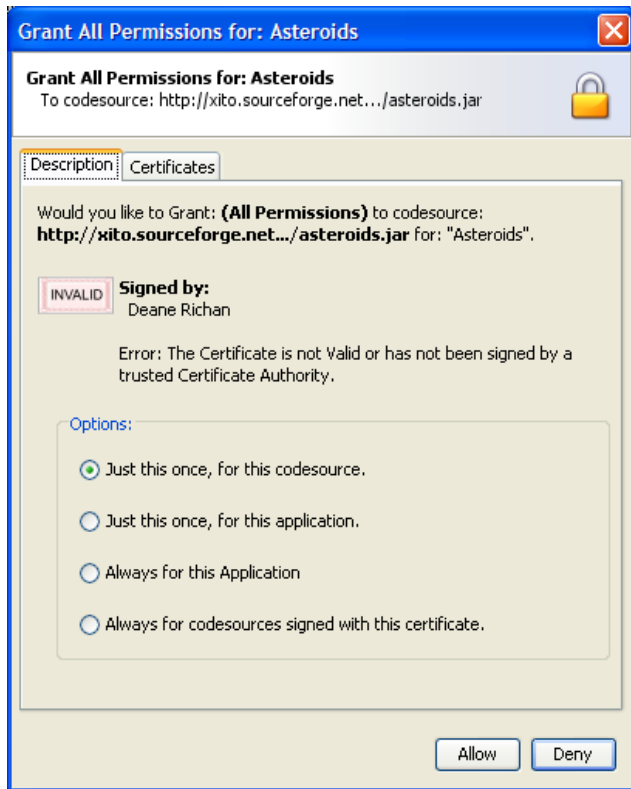 Grant All Permissions for: Asteroids
Grant All Permissions for: Asteroids
To codesource: http://xito.sourceforge.net.../asteroids.jar
Description
Certificates
Would you like to Grant: (All Permissions) to codesource:
http://xito.sourceforge.net.../asteroids.jar for: "Asteroids".
INVALID
Signed by:
Deane Richan
Error: The Certificate is not Valid or has not been signed by a
trusted Certificate Authority.
Options:
Just this once, for this codesource.
Just this once, for this application.
Always for this Application
Always for codesources signed with this certificate.
Allow
Deny